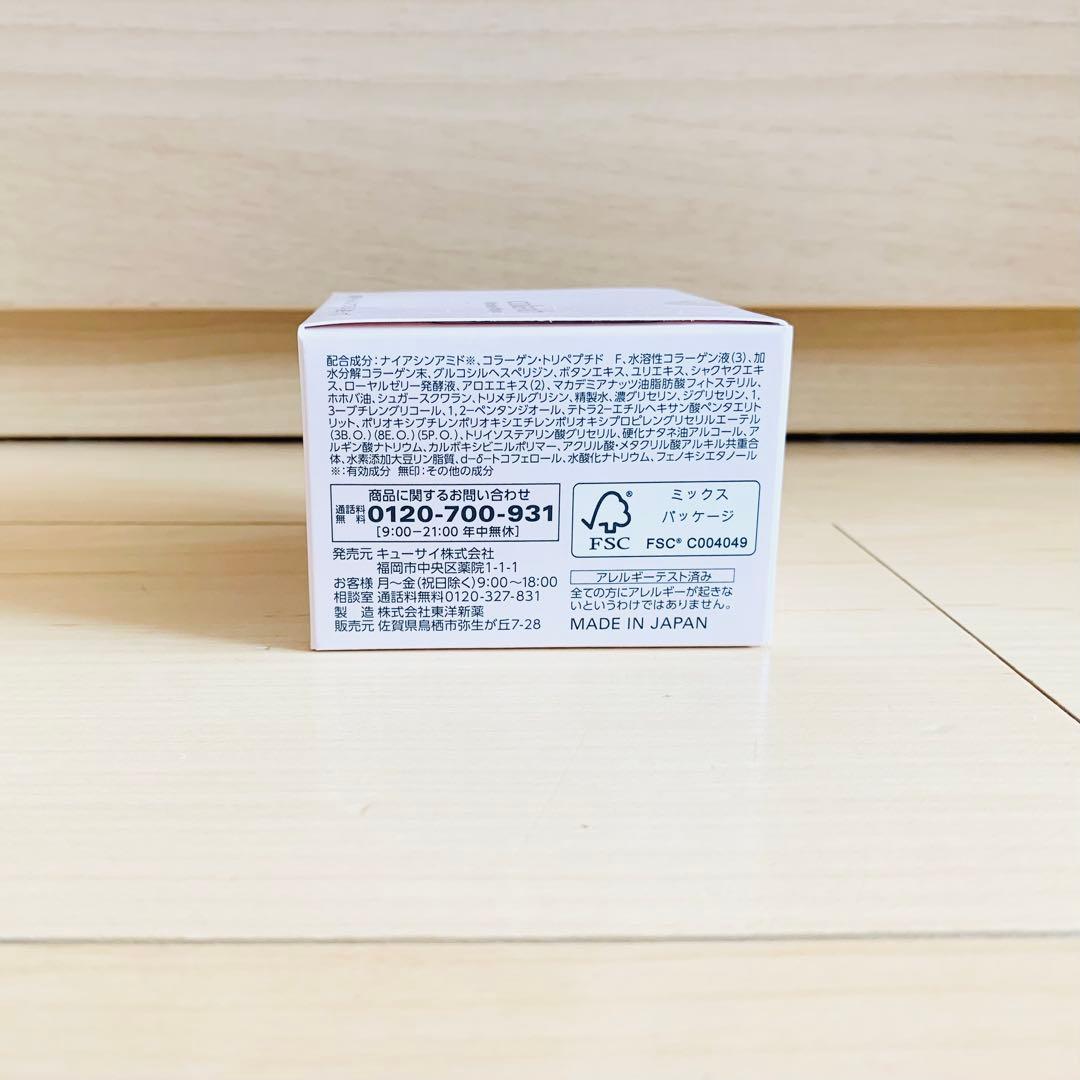 配合成分:ナイアシンアミド※、コラーゲン・トリペプチド F、水溶性コラーゲン液(3)、加
水分解コラーゲン末、グルコシルヘスペリジン、ボタンエキス、ユリエキス、シャクヤクエキ
ス、ローヤルゼリー発酵液、アロエエキス(2)、マカデミアナッツ油脂肪酸フィトステリル、
ホホバ油、シュガースクワラン、トリメチルグリシン、精製水、濃グリセリン、ジグリセリン、1,
3-ブチレングリコール、1,2-ペンタンジオール、テトラ2-エチルヘキサン酸ペンタエリト
リット、ポリオキシブチレンポリオキシエチレンポリオキシプロピレングリセリルエーテル
(3B.O.)(8E.O.)(5P.O.)、トリイソステアリン酸グリセリル、硬化ナタネ油アルコール、ア
ルギン酸ナトリウム、カルボキシビニルポリマー、アクリル酸・メタクリル酸アルキル共重合
体、水素添加大豆リン脂質、d-δ-トコフェロール、水酸化ナトリウム、フェノキシエタノール
※:有効成分 無印:その他の成分
商品に関するお問い合わせ
通話料無料 0120-700-931
[9:00-21:00 年中無休]
発売元 キューサイ株式会社
福岡市中央区薬院1-1-1
お客様 月~金(祝日除く)9:00~18:00
相談室 通話料無料0120-327-831
製 造 株式会社東洋新薬
販売元 佐賀県鳥栖市弥生が丘7-28
FSC®
ミックス
パッケージ
FSC® C004049
アレルギーテスト済み
全ての方にアレルギーが起きな
いというわけではありません。
MADE IN JAPAN